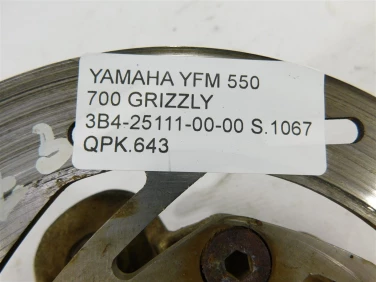 YAMAHA YFM 550
700 GRIZZLY
3B4-25111-00-00 S.1067
QPK.643